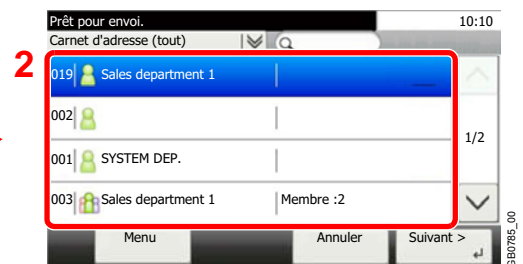 Prêt pour envoi. 10:10
Carnet d'adresse (tout)
2
019 Sales department 1
002
1/2
001 SYSTEM DEP.
003 Sales department 1 Membre :2
Menu Annuler Suivant >
GB0785_00